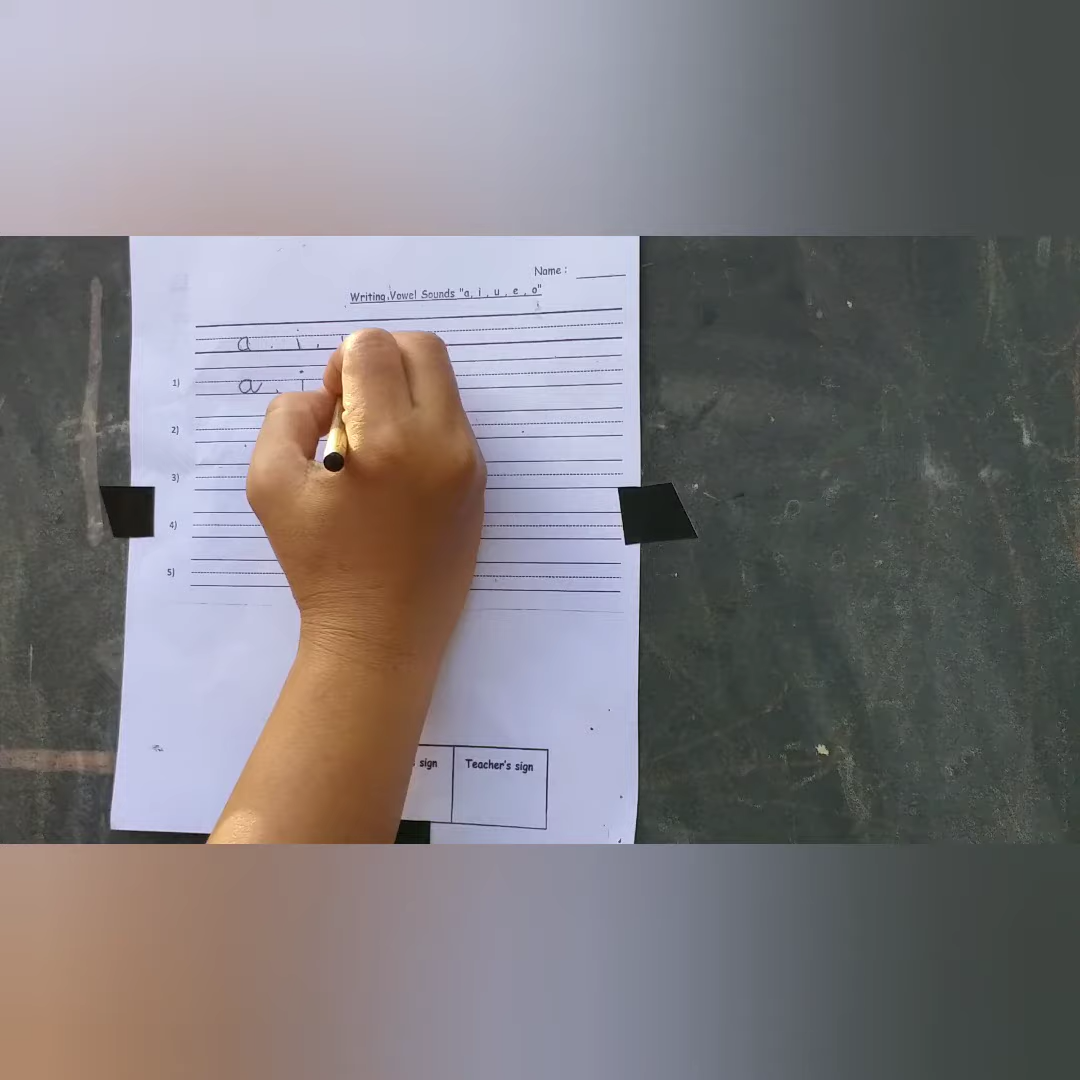 Name :
Writing Vowel Sounds "a, i , u , e , o"
a . i .
1) a . i
2)
3)
4)
5)
. sign Teacher's sign